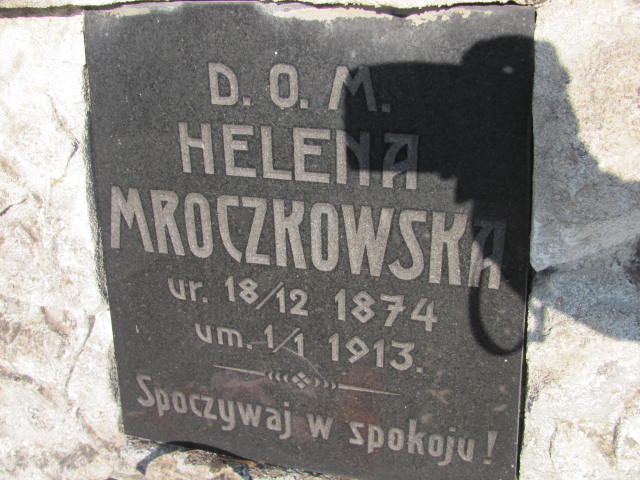 D. O. M.
HELENA
MROCZKOWSKA
ur. 18/12 1874
um. 1/1 1913.
Spoczywaj w spokoju!